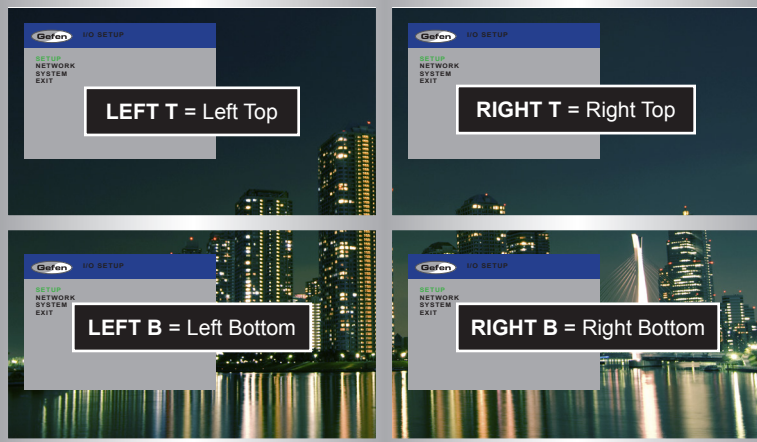 Gefen I/O SETUP
SETUP
NETWORK
SYSTEM
EXIT
LEFT T = Left Top
Gefen I/O SETUP
SETUP
NETWORK
SYSTEM
EXIT
RIGHT T = Right Top
Gefen I/O SETUP
SETUP
NETWORK
SYSTEM
EXIT
LEFT B = Left Bottom
Gefen I/O SETUP
SETUP
NETWORK
SYSTEM
EXIT
RIGHT B = Right Bottom